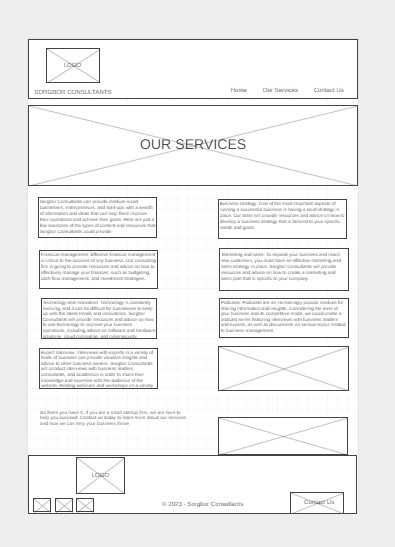 LOGO
SORGBOR CONSULTANTS
Home
Our Services
Contact Us
OUR SERVICES
Sorgbor Consultants can provide medium-sized
businesses, entrepreneurs, and start-ups with a wealth
of information and ideas that can help them improve
their operations and achieve their goals. Here are just a
few examples of the types of content and resources that
Sorgbor Consultants could provide
Business strategy: One of the most important aspects of
running a successful business is having a solid strategy in
place. Our team will provide resources and advice on how to
develop a business strategy that is tailored to your specific
needs and goals.
Financial management: Effective financial management
is critical to the success of any business. Our consulting
firm is going to provide resources and advice on how to
effectively manage your finances, such as budgeting,
cash flow management, and investment strategies.
Marketing and sales: To expand your business and reach
new customers, you must have an effective marketing and
sales strategy in place. Sorgbor Consultants will provide
resources and advice on how to create a marketing and
sales plan that is specific to your company.
Technology and innovation: Technology is constantly
evolving, and it can be difficult for businesses to keep
up with the latest trends and innovations. Sorgbor
Consultants will provide resources and advice on how
to use technology to improve your business
operations, including advice on software and hardware
solutions, cloud computing, and cybersecurity.
Podcasts: Podcasts are an increasingly popular medium for
sharing information and insights. Considering the size of
your business and its competitive mode, we could create a
podcast series featuring interviews with business leaders
and experts, as well as discussions on various topics related
to business management.
Expert Interview: Interviews with experts in a variety of
fields of business can provide valuable insights and
advice to other business owners. Sorgbor Consultants
will conduct interviews with business leaders,
consultants, and academics in order to share their
knowledge and expertise with the audience of the
website. Holding webinars and workshops on a variety
So there you have it. If you are a small startup firm, we are here to
help you succeed. Contact us today to learn more about our services
and how we can help your business thrive
LOGO
© 2023 - Sorgbor Consultants
Contact Us